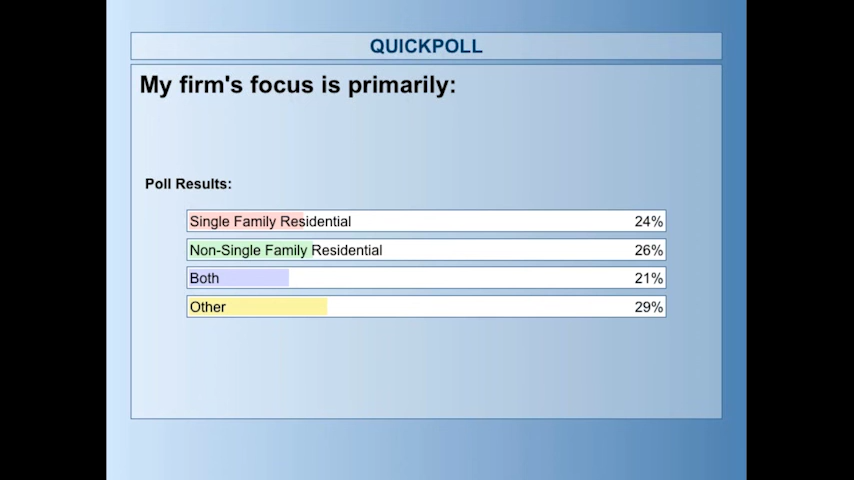 QUICKPOLL
My firm's focus is primarily:
Poll Results:
Single Family Residential 24%
Non-Single Family Residential 26%
Both 21%
Other 29%